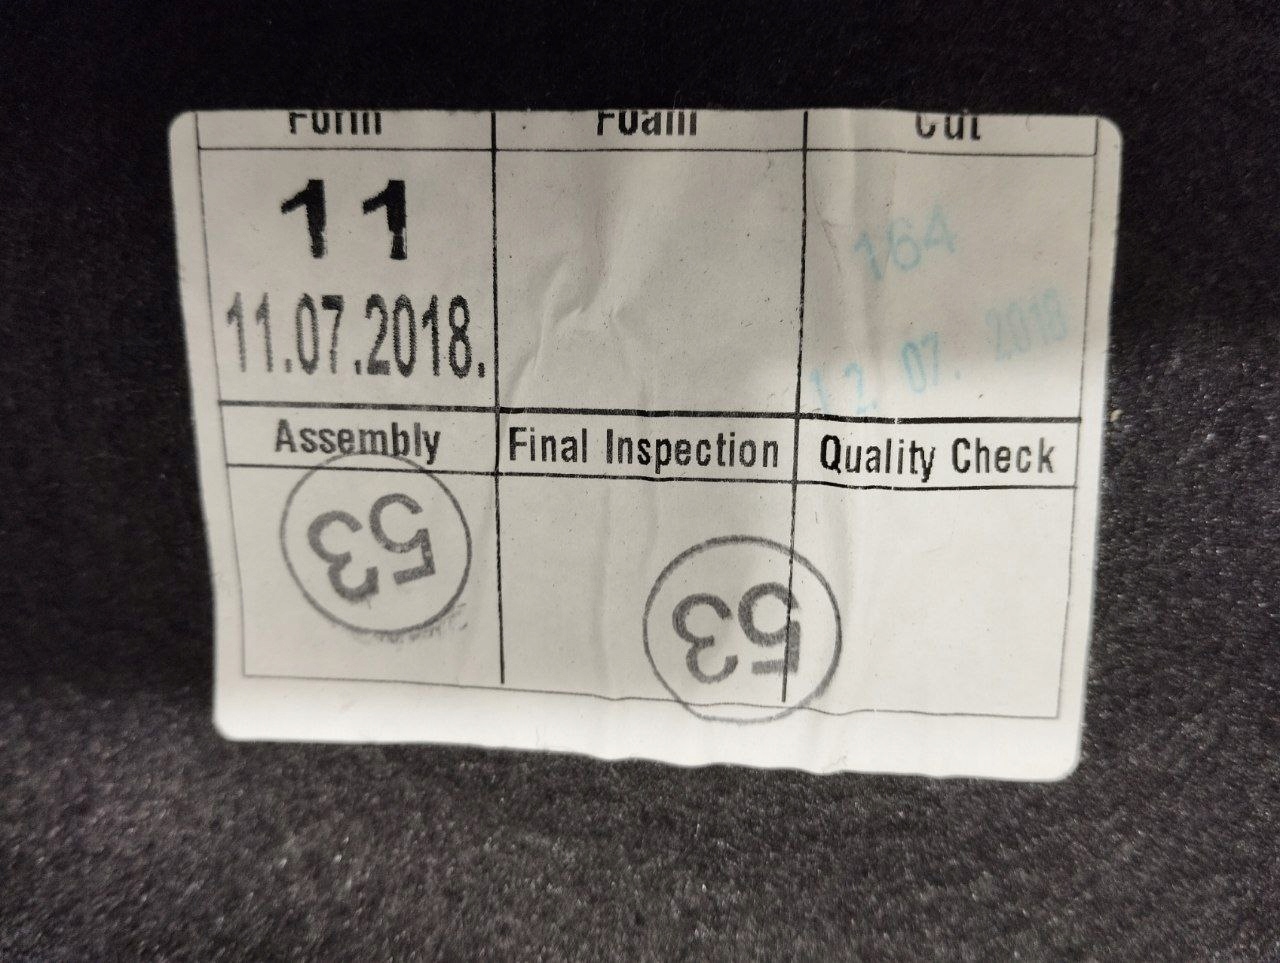 Form Foam Cut
11 164
11.07.2018. 12.07.2018
Assembly Final Inspection Quality Check
53 53